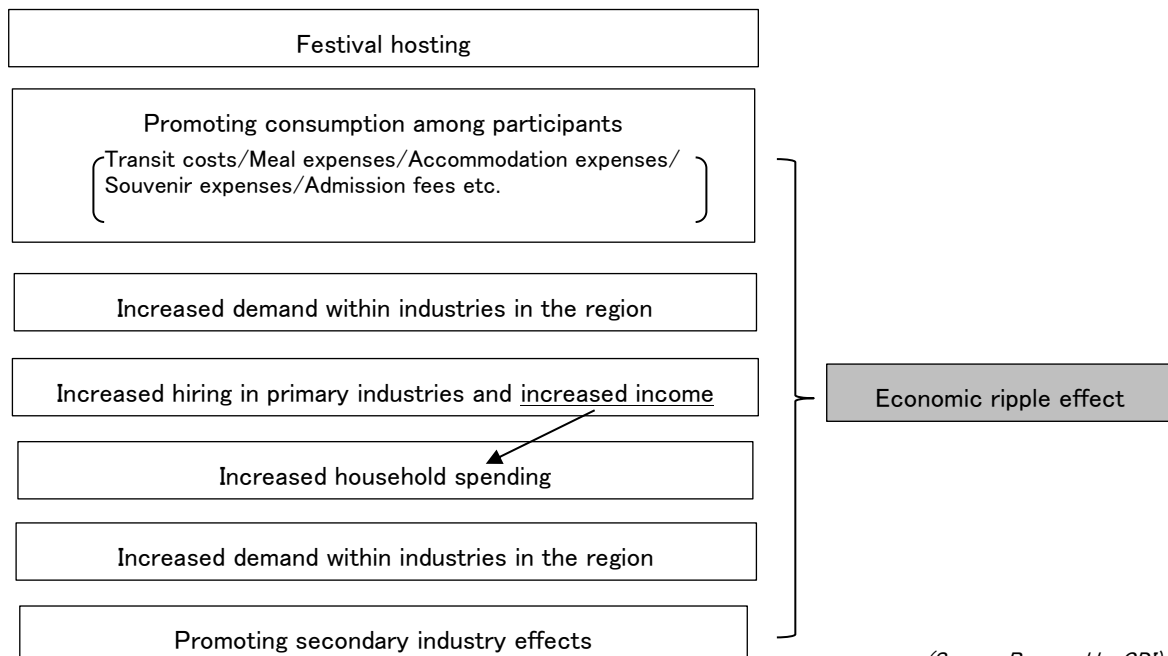 Festival hosting
Promoting consumption among participants
Transit costs/Meal expenses/Accommodation expenses/
Souvenir expenses/Admission fees etc.
Increased demand within industries in the region
Increased hiring in primary industries and increased income
Increased household spending
Increased demand within industries in the region
Promoting secondary industry effects
Economic ripple effect